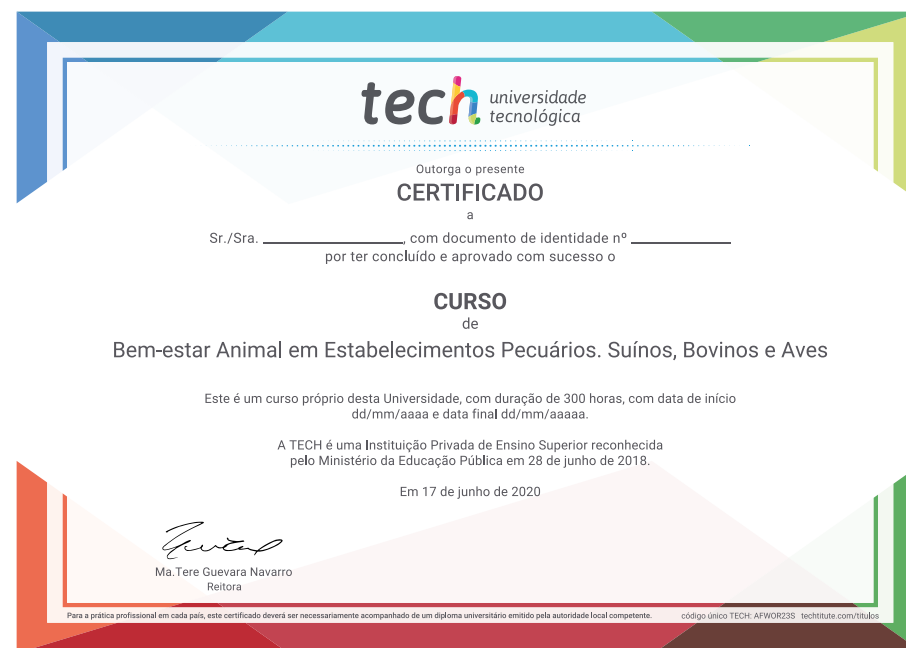 tech universidade
tecnológica
Outorga o presente
CERTIFICADO
a
Sr./Sra. ________________, com documento de identidade nº ____________
por ter concluído e aprovado com sucesso o
CURSO
de
Bem-estar Animal em Estabelecimentos Pecuários. Suínos, Bovinos e Aves
Este é um curso próprio desta Universidade, com duração de 300 horas, com data de início
dd/mm/aaaa e data final dd/mm/aaaaa.
A TECH é uma Instituição Privada de Ensino Superior reconhecida
pelo Ministério da Educação Pública em 28 de junho de 2018.
Em 17 de junho de 2020
Ma.Tere Guevara Navarro
Reitora
Para a prática profissional em cada país, este certificado deverá ser necessariamente acompanhado de um diploma universitário emitido pela autoridade local competente. código único TECH: AFWOR23S techtitute.com/titulos